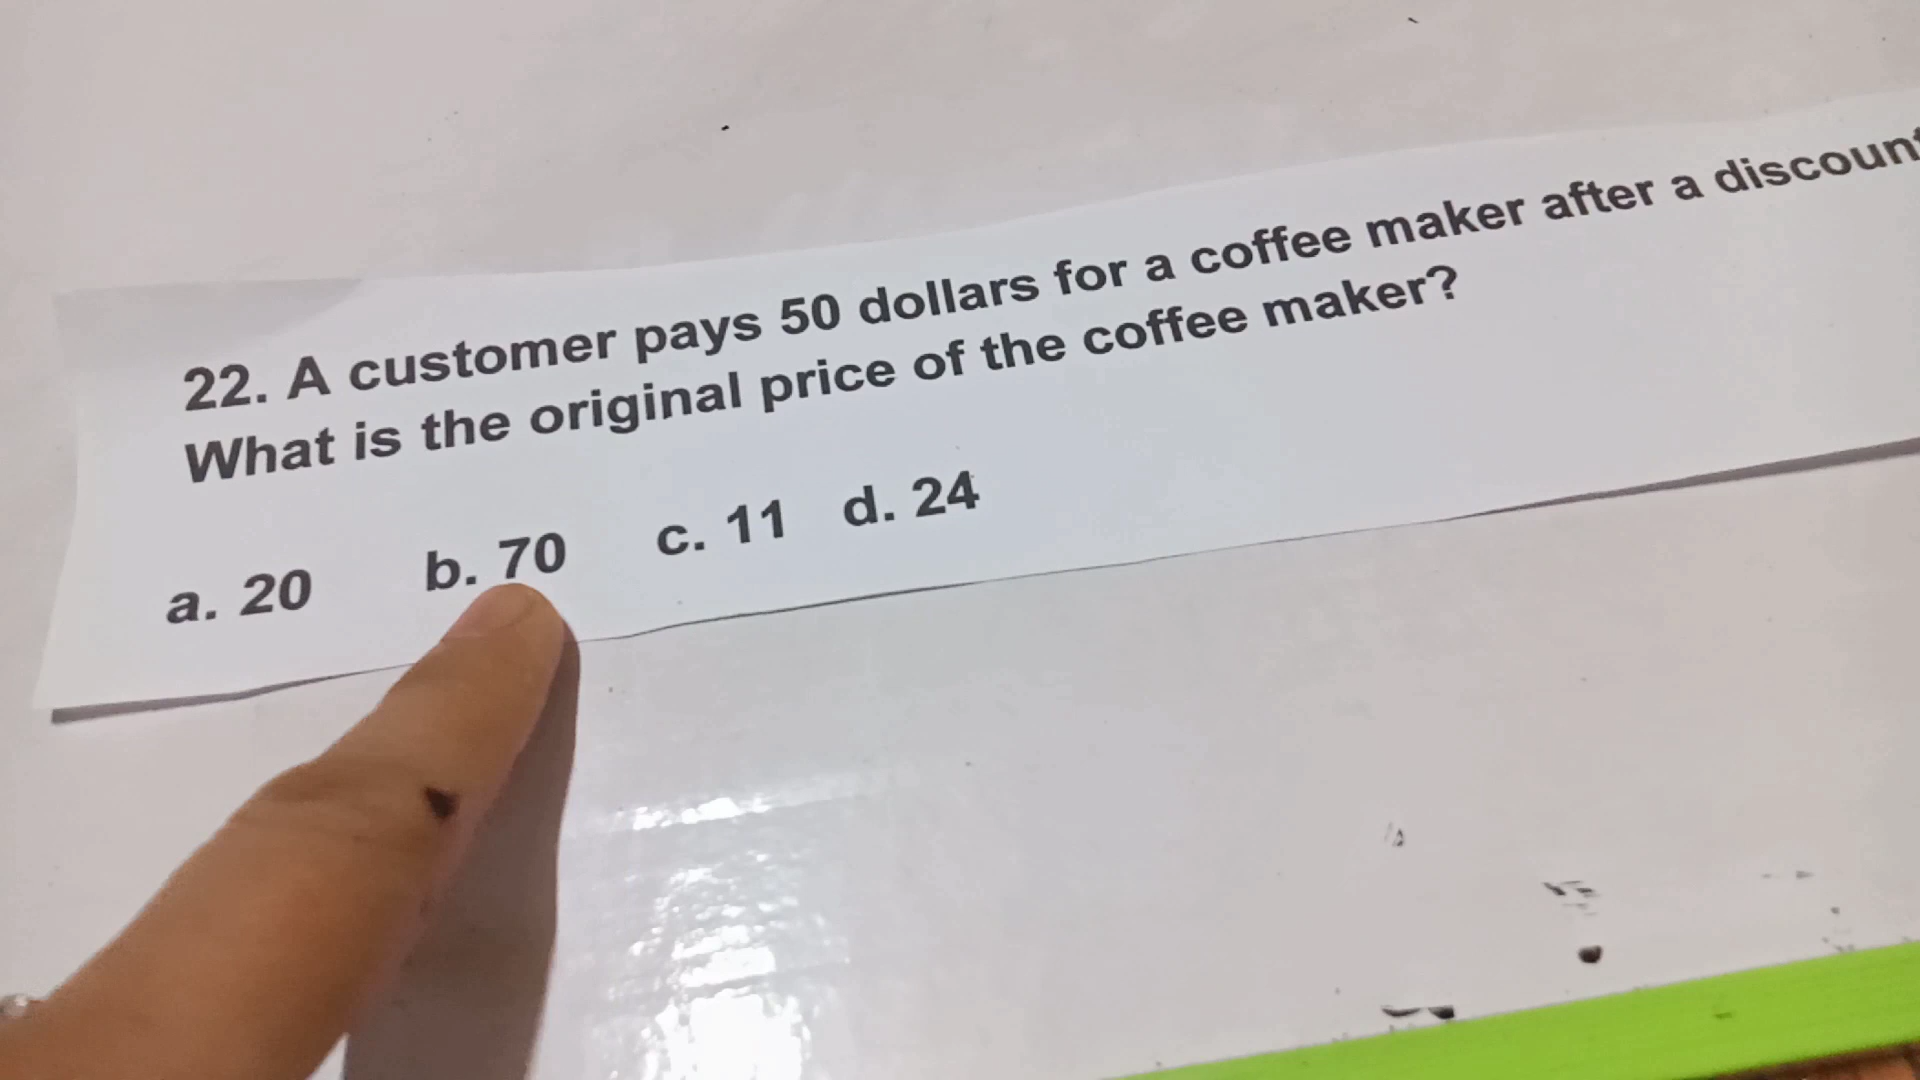 22. A customer pays 50 dollars for a coffee maker after a discoun
What is the original price of the coffee maker?
a. 20 b. 70 c. 11 d. 24